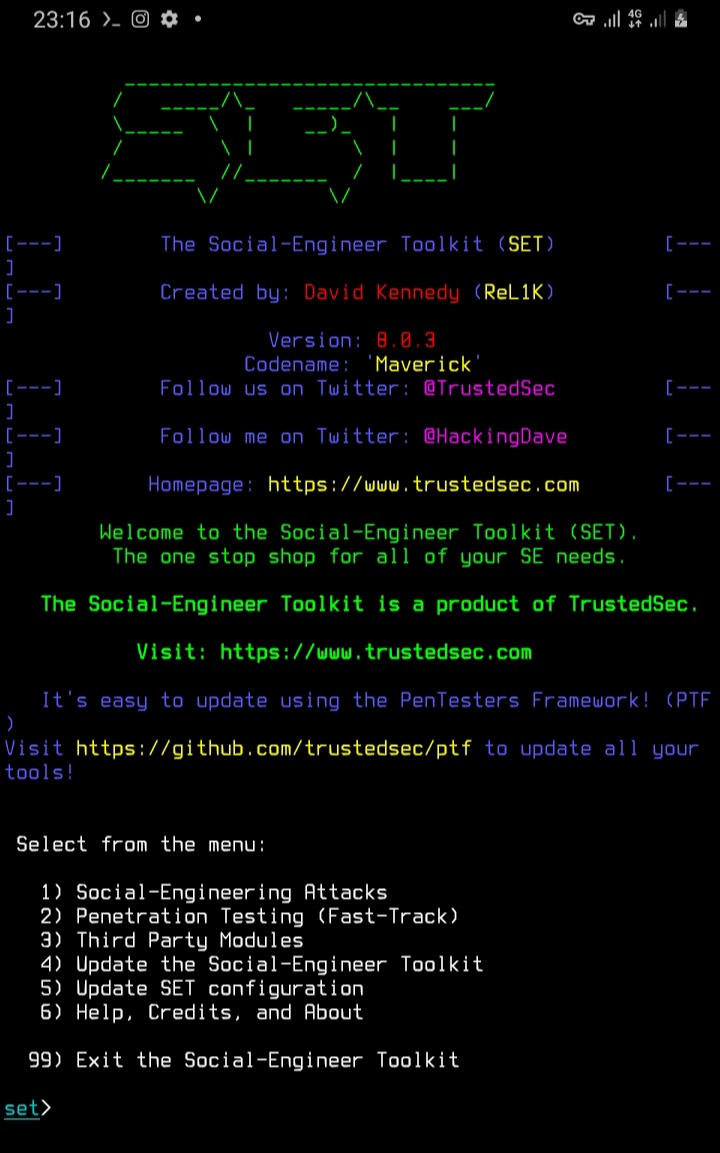 23:16
4G
[---] The Social-Engineer Toolkit (SET) [---
]
[---] Created by: David Kennedy (ReL1K) [---
]
Version: 8.0.3
Codename: 'Maverick'
[---] Follow us on Twitter: @TrustedSec [---
]
[---] Follow me on Twitter: @HackingDave [---
]
[---] Homepage: https://www.trustedsec.com [---
]
Welcome to the Social-Engineer Toolkit (SET).
The one stop shop for all of your SE needs.
The Social-Engineer Toolkit is a product of TrustedSec.
Visit: https://www.trustedsec.com
It's easy to update using the PenTesters Framework! (PTF
)
Visit https://github.com/trustedsec/ptf to update all your
tools!
Select from the menu:
1) Social-Engineering Attacks
2) Penetration Testing (Fast-Track)
3) Third Party Modules
4) Update the Social-Engineer Toolkit
5) Update SET configuration
6) Help, Credits, and About
99) Exit the Social-Engineer Toolkit
set>